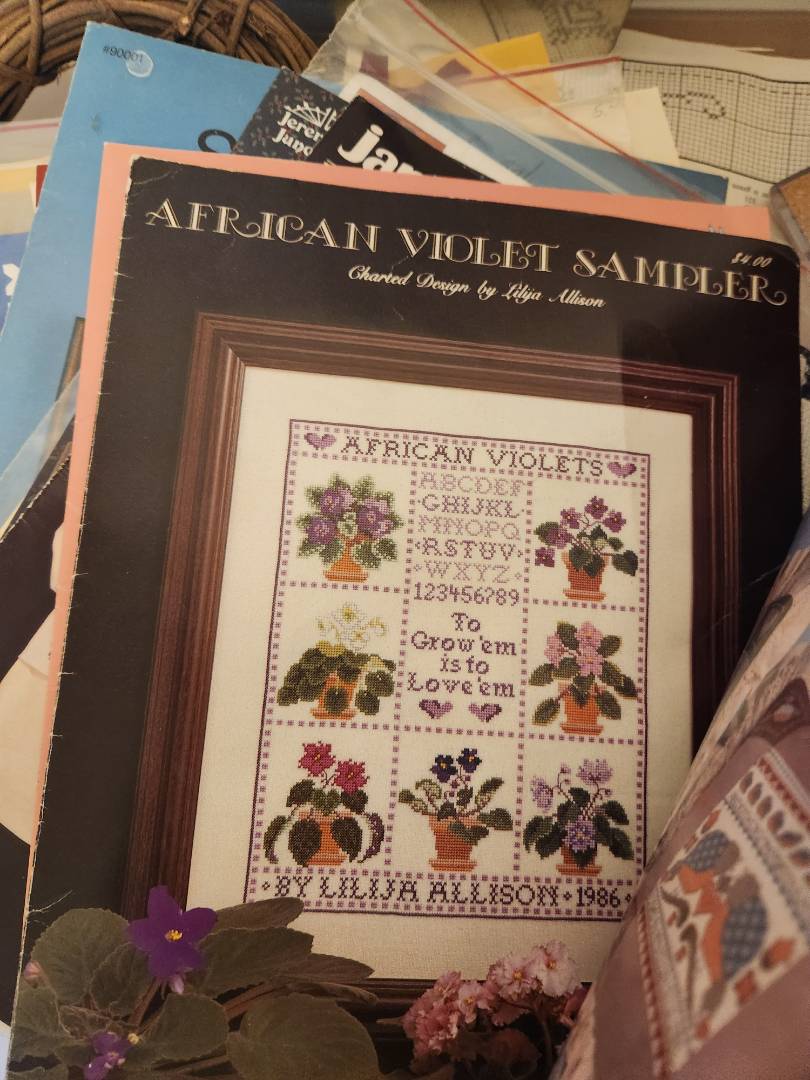 #90001
AFRICAN VIOLET SAMPLER
$4.00
Charted Design by Lilija Allison
AFRICAN VIOLETS
ABCDEF
GHIJKL
MNOPQ
RSTUV
WXYZ
123456789
To
Grow'em
is to
Love'em
BY LILIJA ALLISON 1986